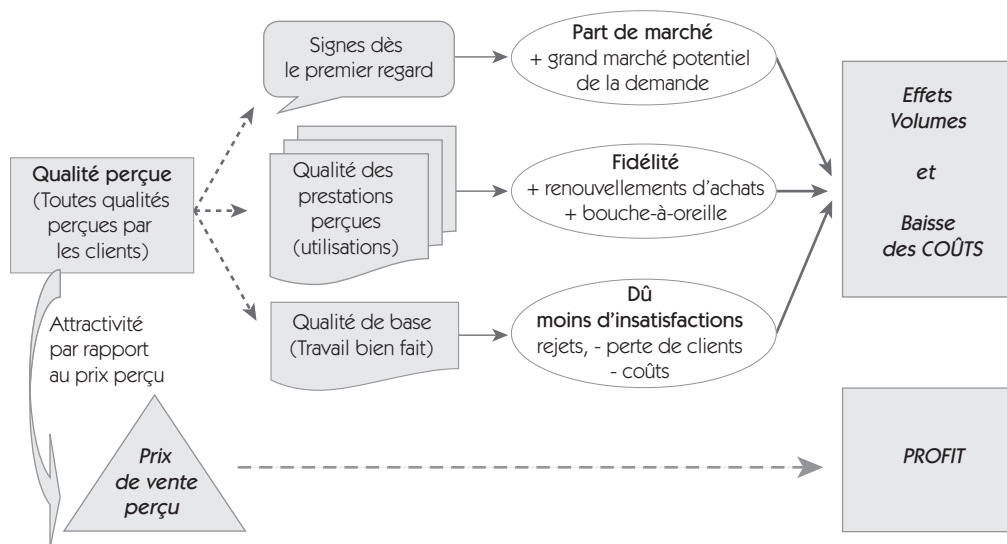 Signes dès
le premier regard
Part de marché
+ grand marché potentiel
de la demande
Qualité perçue
(Toutes qualités
perçues par
les clients)
Qualité des
prestations
perçues
(utilisations)
Fidélité
+ renouvellements d'achats
+ bouche-à-oreille
Effets
Volumes
et
Baisse
des COÛTS
Qualité de base
(Travail bien fait)
Dû
moins d'insatisfactions
rejets, - perte de clients
- coûts
Attractivité
par rapport
au prix perçu
Prix
de vente
perçu
PROFIT